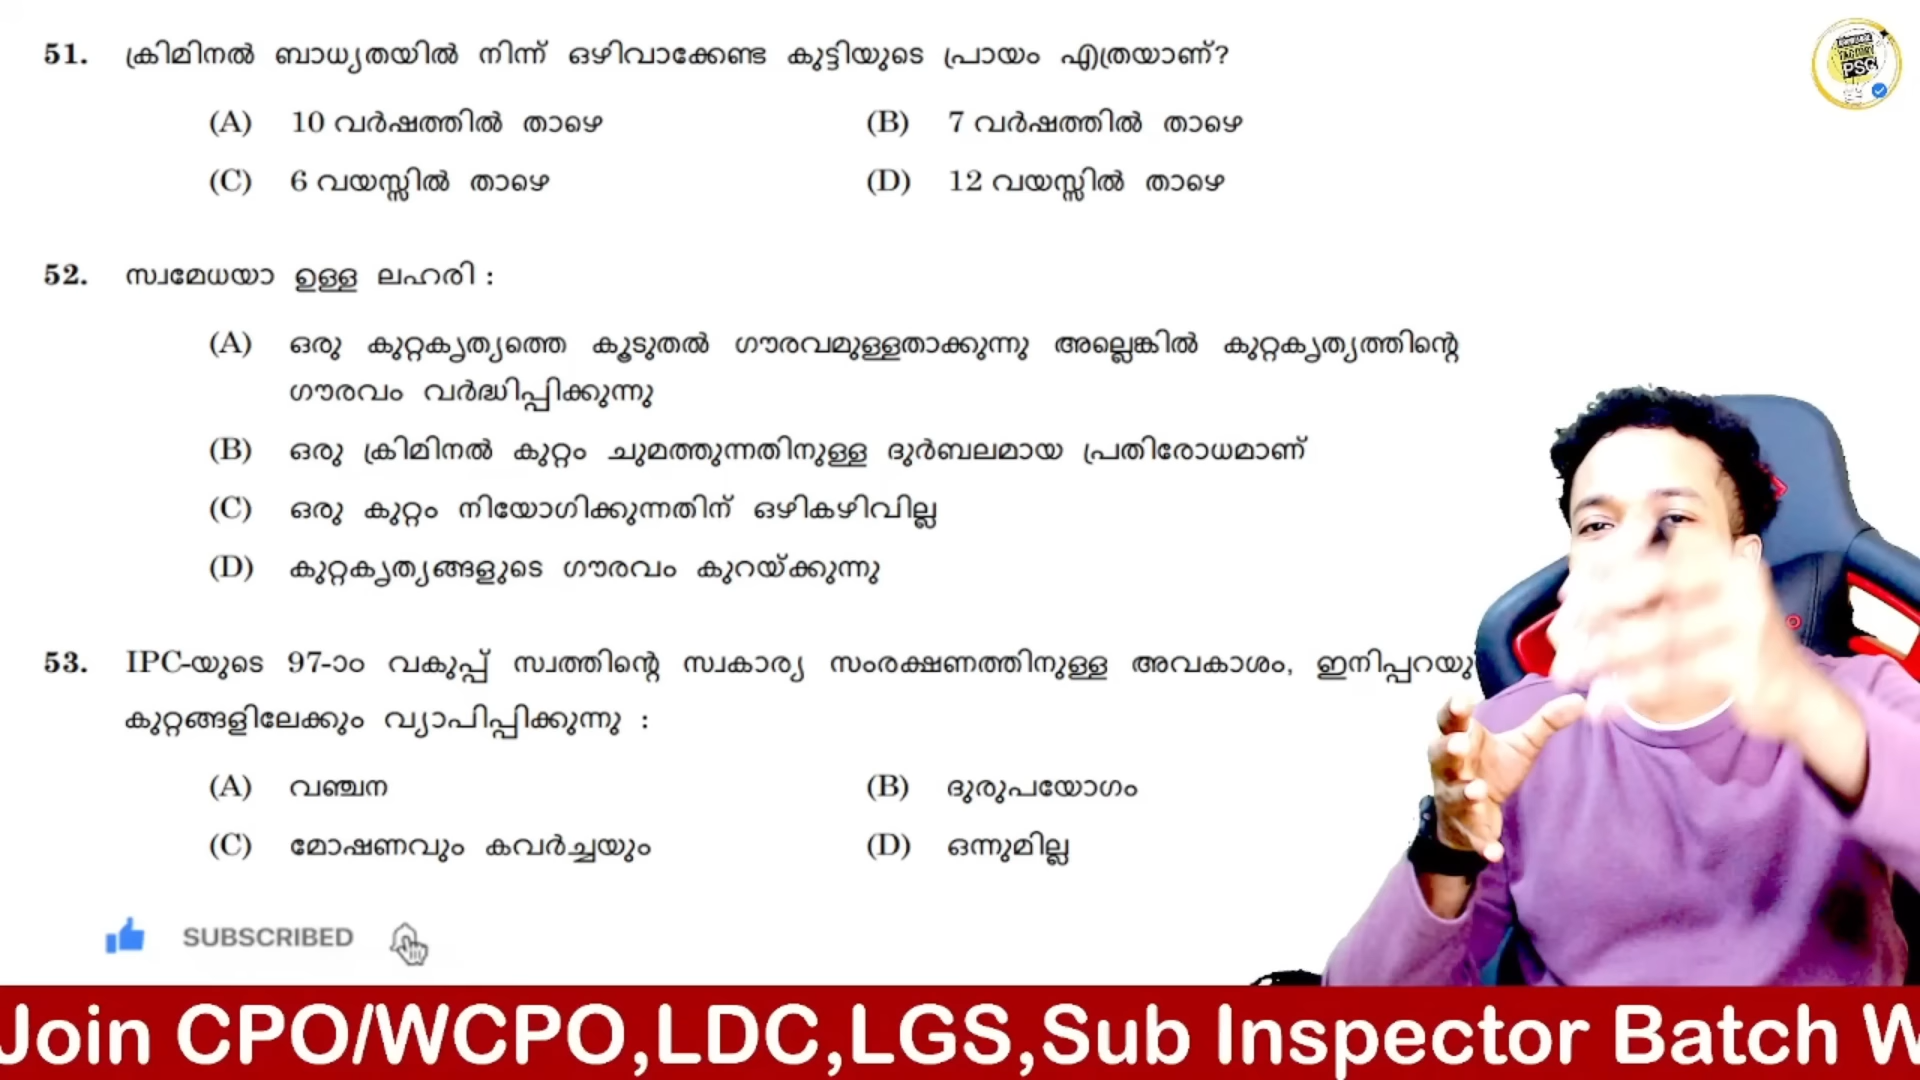 51. ക്രിമിനൽ ബാധ്യതയിൽ നിന്ന് ഒഴിവാക്കേണ്ട കുട്ടിയുടെ പ്രായം എത്രയാണ്?
(A) 10 വർഷത്തിൽ താഴെ (B) 7 വർഷത്തിൽ താഴെ
(C) 6 വയസ്സിൽ താഴെ (D) 12 വയസ്സിൽ താഴെ
52. സ്വമേധയാ ഉള്ള ലഹരി :
(A) ഒരു കുറ്റകൃത്യത്തെ കൂടുതൽ ഗൗരവമുള്ളതാക്കുന്നു അല്ലെങ്കിൽ കുറ്റകൃത്യത്തിന്റെ
ഗൗരവം വർദ്ധിപ്പിക്കുന്നു
(B) ഒരു ക്രിമിനൽ കുറ്റം ചുമത്തുന്നതിനുള്ള ദുർബലമായ പ്രതിരോധമാണ്
(C) ഒരു കുറ്റം നിയോഗിക്കുന്നതിന് ഒഴികഴിവില്ല
(D) കുറ്റകൃത്യങ്ങളുടെ ഗൗരവം കുറയ്ക്കുന്നു
53. IPC-യുടെ 97-ാം വകുപ്പ് സ്വത്തിന്റെ സ്വകാര്യ സംരക്ഷണത്തിനുള്ള അവകാശം, ഇനിപ്പറയു
കുറ്റങ്ങളിലേക്കും വ്യാപിപ്പിക്കുന്നു :
(A) വഞ്ചന (B) ദുരുപയോഗം
(C) മോഷണവും കവർച്ചയും (D) ഒന്നുമില്ല
SUBSCRIBED
Join CPO/WCPO,LDC,LGS,Sub Inspector Batch W
FACTORY
PSC